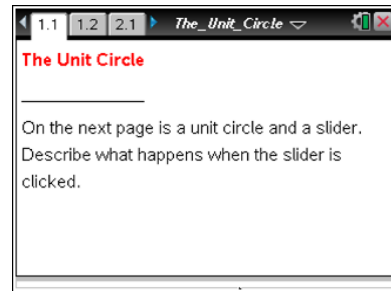 1.1 1.2 2.1 The_Unit_Circle
The Unit Circle
On the next page is a unit circle and a slider.
Describe what happens when the slider is
clicked.